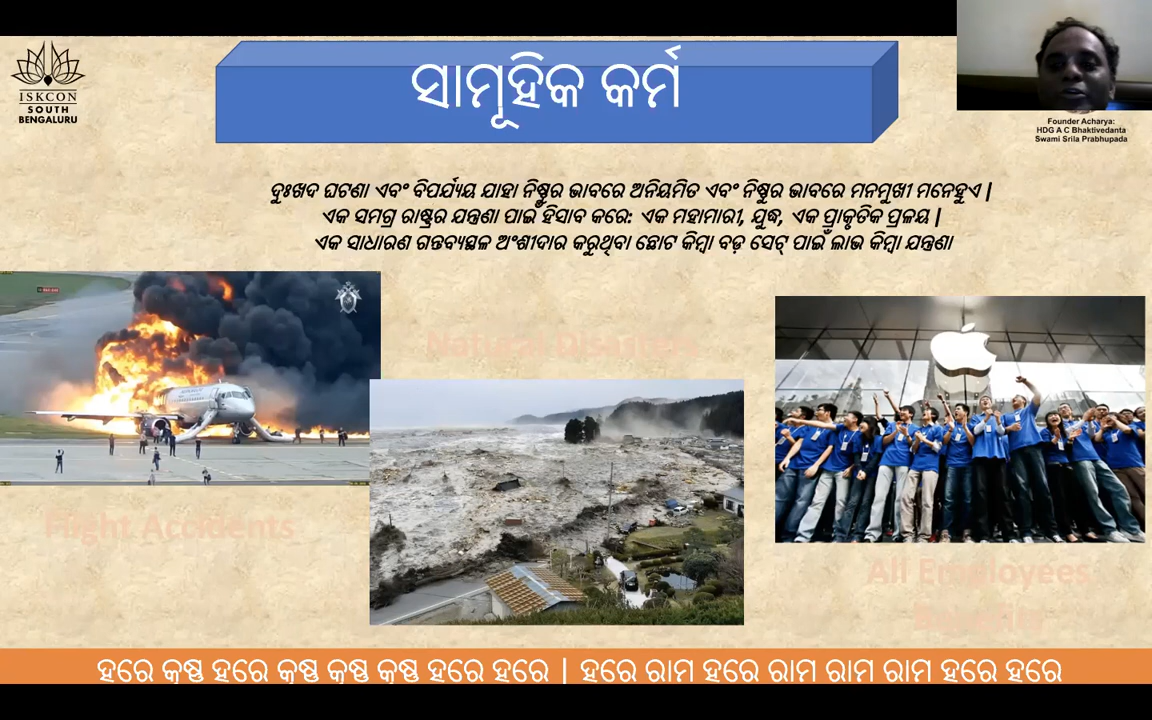 ISKCON
SOUTH
BENGALURU
ସାମୂହିକ କର୍ମ
Founder Acharya:
HDG A C Bhaktivedanta
Swami Srila Prabhupada
ଦୁଃଖଦ ଘଟଣା ଏବଂ ବିପର୍ଯ୍ୟୟ ଯାହା ନିଷ୍ଠୁର ଭାବରେ ଅନିୟମିତ ଏବଂ ନିଷ୍ଠୁର ଭାବରେ ମନମୁଖୀ ମନେହୁଏ |
ଏକ ସମଗ୍ର ରାଷ୍ଟ୍ରର ଯନ୍ତ୍ରଣା ପାଇଁ ହିସାବ କରେ: ଏକ ମହାମାରୀ, ଯୁଦ୍ଧ, ଏକ ପ୍ରାକୃତିକ ପ୍ରଳୟ |
ଏକ ସାଧାରଣ ଗନ୍ତବ୍ୟସ୍ଥଳ ଅଂଶୀଦାର କରୁଥିବା ଛୋଟ କିମ୍ବା ବଡ଼ ସେଟ୍ ପାଇଁ ଲାଭ କିମ୍ବା ଯନ୍ତ୍ରଣା
Natural Disasters
Flight Accidents
All Employees
Benefit
ହରେ କୃଷ୍ଣ ହରେ କୃଷ୍ଣ କୃଷ୍ଣ କୃଷ୍ଣ ହରେ ହରେ | ହରେ ରାମ ହରେ ରାମ ରାମ ରାମ ହରେ ହରେ